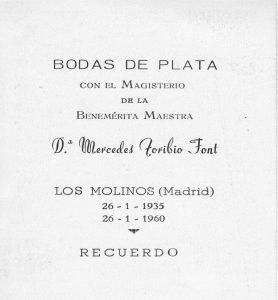 BODAS DE PLATA
CON EL MAGISTERIO
DE LA
BENEMÉRITA MAESTRA
D.ª Mercedes Toribio Font
LOS MOLINOS (Madrid)
26 - 1 - 1935
26 - 1 - 1960
RECUERDO